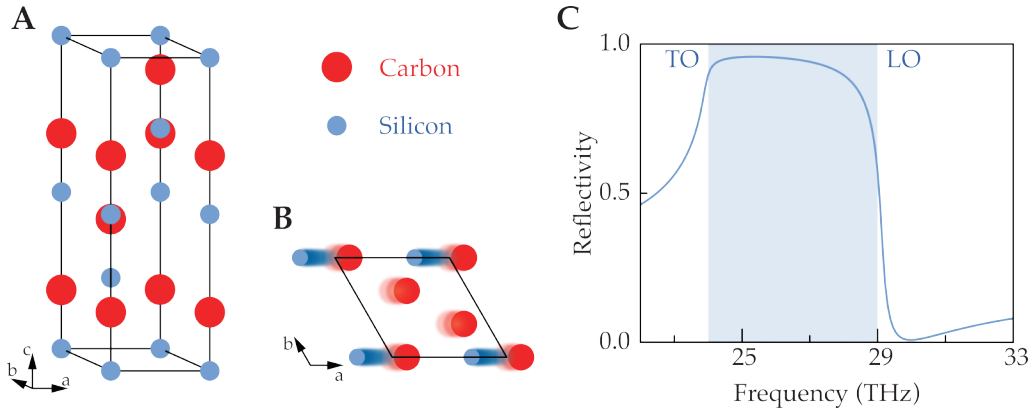 A
Carbon
Silicon
c
b
a
B
b
a
C
1.0
TO
LO
0.5
0.0
Reflectivity
25
29
33
Frequency (THz)